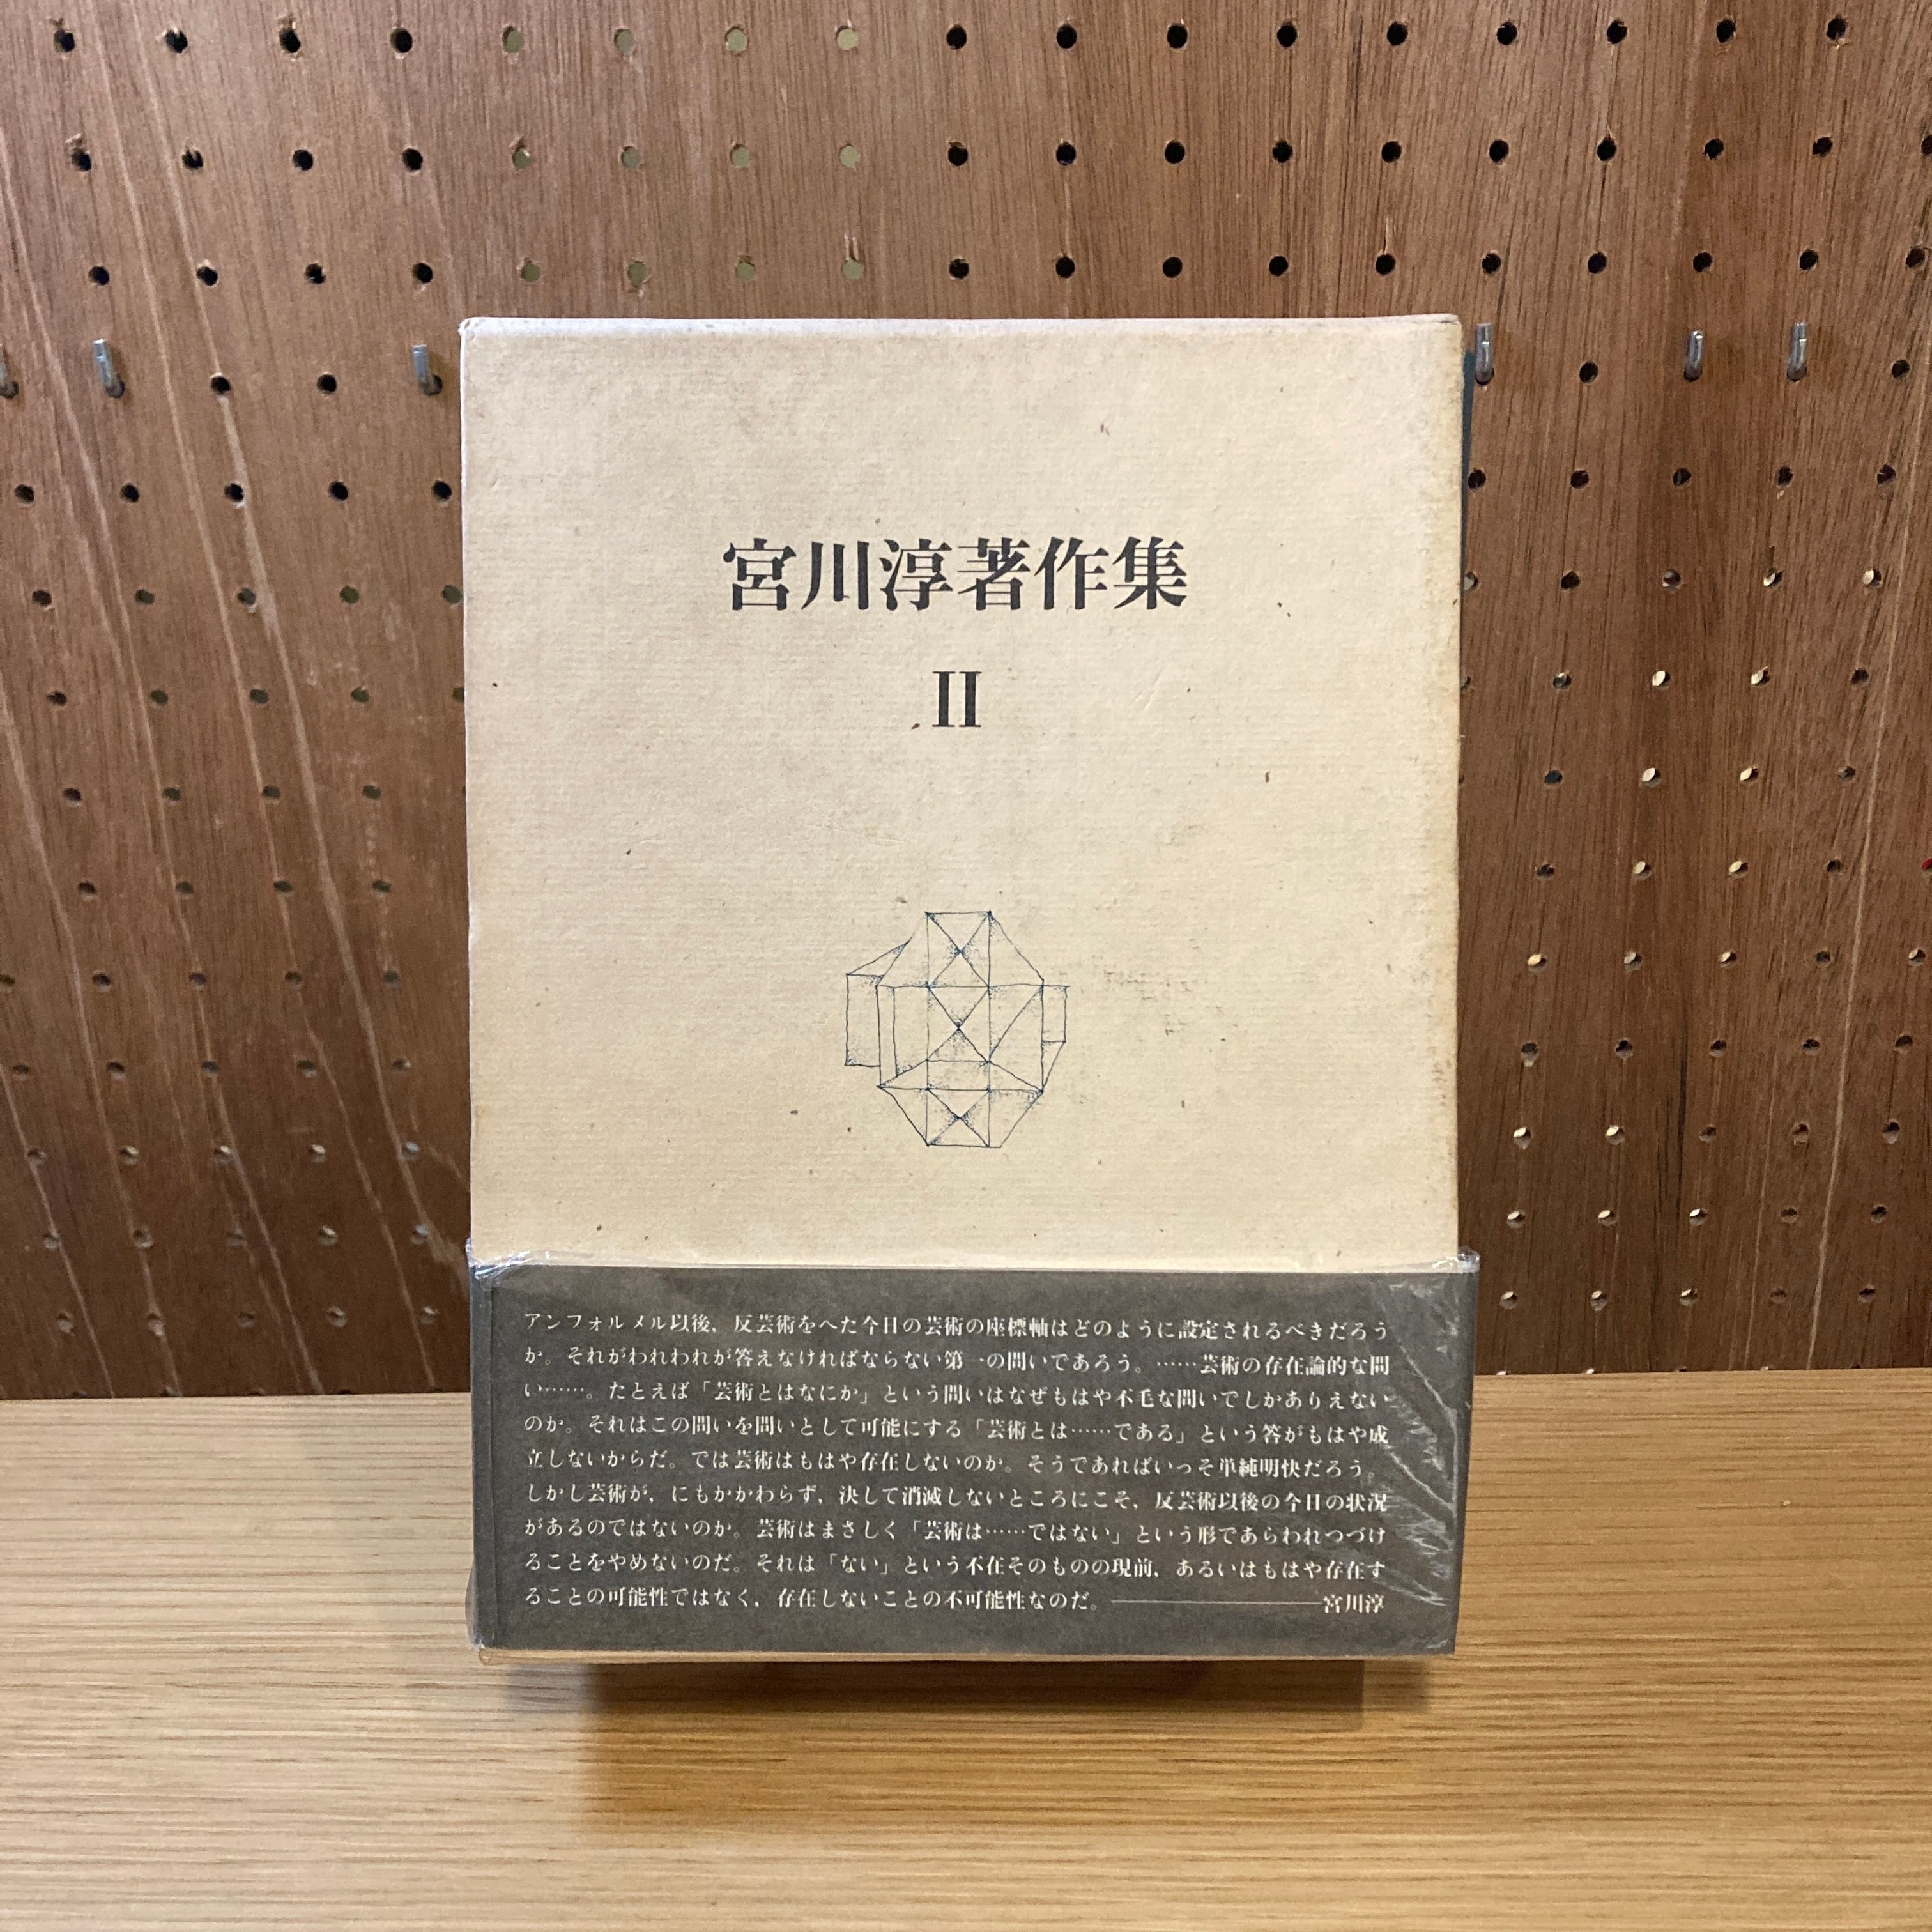 宮川淳著作集
II
アンフォルメル以後，反芸術をへた今日の芸術の座標軸はどのように設定されるべきだろう
か。それがわれわれが答えなければならない第一の問いであろう。……芸術の存在論的な問
い……。たとえば「芸術とはなにか」という問いはなぜもはや不毛な問いでしかありえない
のか。それはこの問いを問いとして可能にする「芸術とは……である」という答がもはや成
立しないからだ。では芸術はもはや存在しないのか。そうであればいっそ単純明快だろう。
しかし芸術が，にもかかわらず，決して消滅しないところにこそ，反芸術以後の今日の状況
があるのではないのか。芸術はまさしく「芸術は……ではない」という形であらわれつづけ
ることをやめないのだ。それは「ない」という不在そのものの現前，あるいはもはや存在す
ることの可能性ではなく，存在しないことの不可能性なのだ。――――――宮川淳